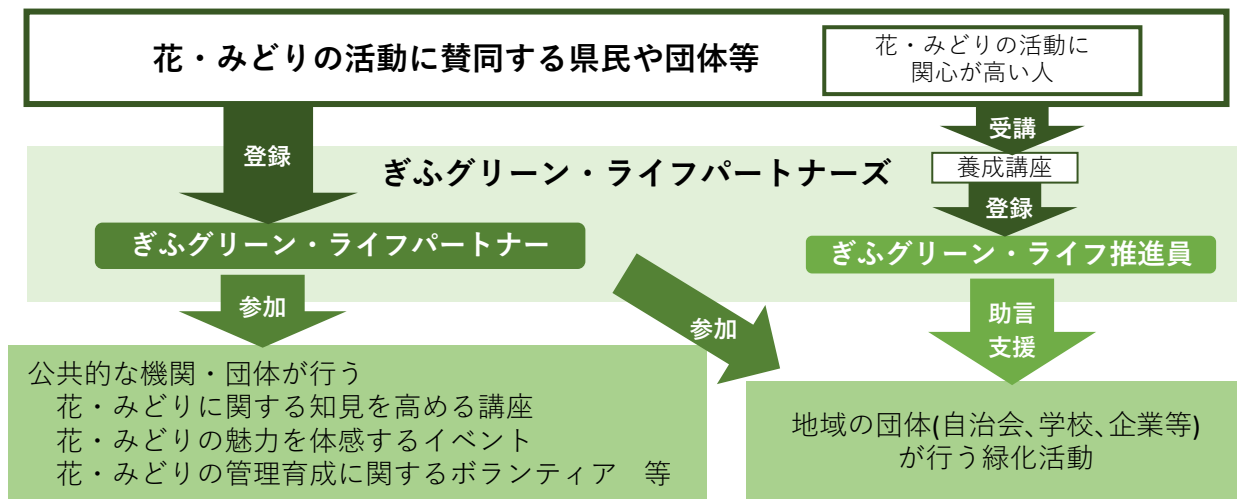 花・みどりの活動に賛同する県民や団体等
花・みどりの活動に
関心が高い人
登録
受講
ぎふグリーン・ライフパートナーズ
養成講座
登録
ぎふグリーン・ライフパートナー
ぎふグリーン・ライフ推進員
参加
参加
助言
支援
公共的な機関・団体が行う
花・みどりに関する知見を高める講座
花・みどりの魅力を体感するイベント
花・みどりの管理育成に関するボランティア　等
地域の団体(自治会、学校、企業等)
が行う緑化活動